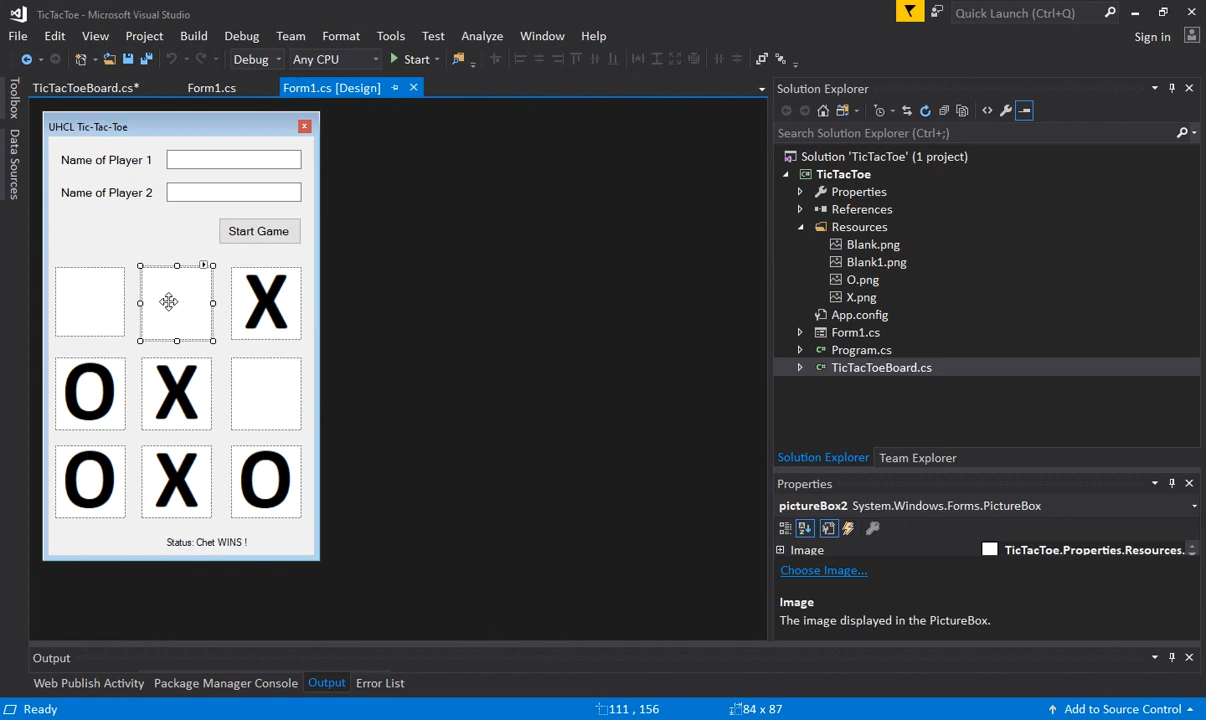 TicTacToe - Microsoft Visual Studio
Quick Launch (Ctrl+Q)
File Edit View Project Build Debug Team Format Tools Test Analyze Window Help
Sign in
Debug Any CPU Start
TicTacToeBoard.cs* Form1.cs Form1.cs [Design]
Toolbox
Data Sources
UHCL Tic-Tac-Toe
Name of Player 1
Name of Player 2
Start Game
X
O X
O X O
Status: Chet WINS !
Solution Explorer
Search Solution Explorer (Ctrl+;)
Solution 'TicTacToe' (1 project)
TicTacToe
Properties
References
Resources
Blank.png
Blank1.png
O.png
X.png
App.config
Form1.cs
Program.cs
TicTacToeBoard.cs
Solution Explorer Team Explorer
Properties
pictureBox2 System.Windows.Forms.PictureBox
Image TicTacToe.Properties.Resources.
Choose Image...
Image
The image displayed in the PictureBox.
Output
Web Publish Activity Package Manager Console Output Error List
Ready 111 , 156 84 x 87 Add to Source Control